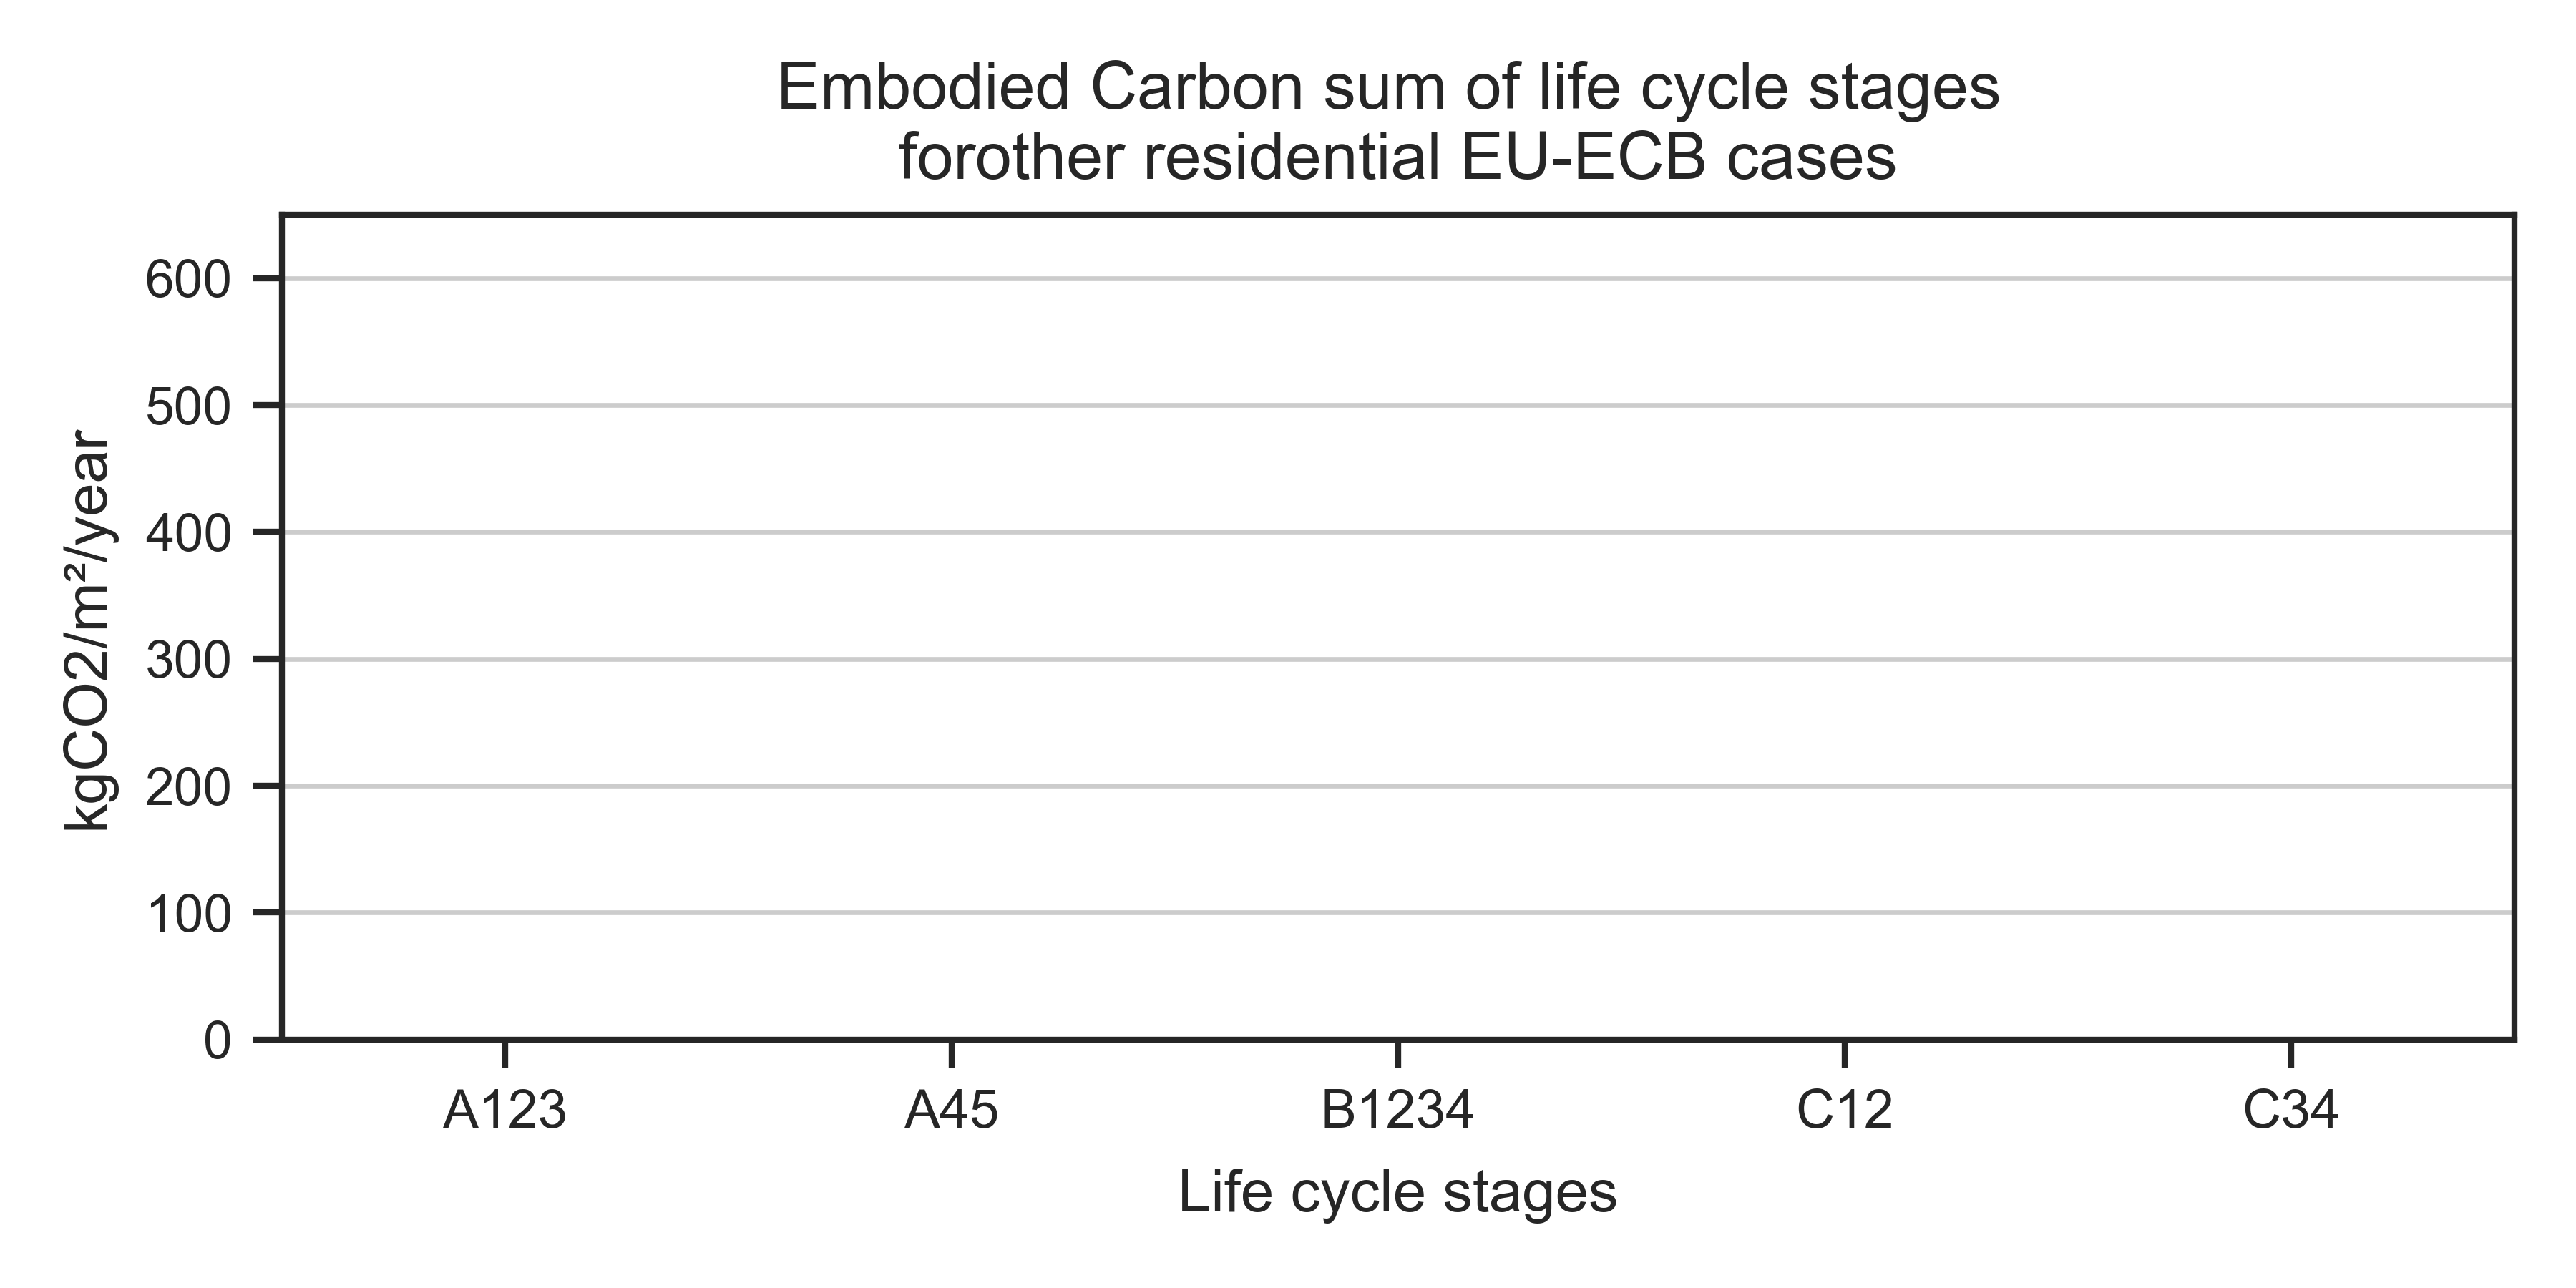 Embodied Carbon sum of life cycle stages
forother residential EU-ECB cases
kgCO2/m²/year
600
500
400
300
200
100
0
A123 A45 B1234 C12 C34
Life cycle stages